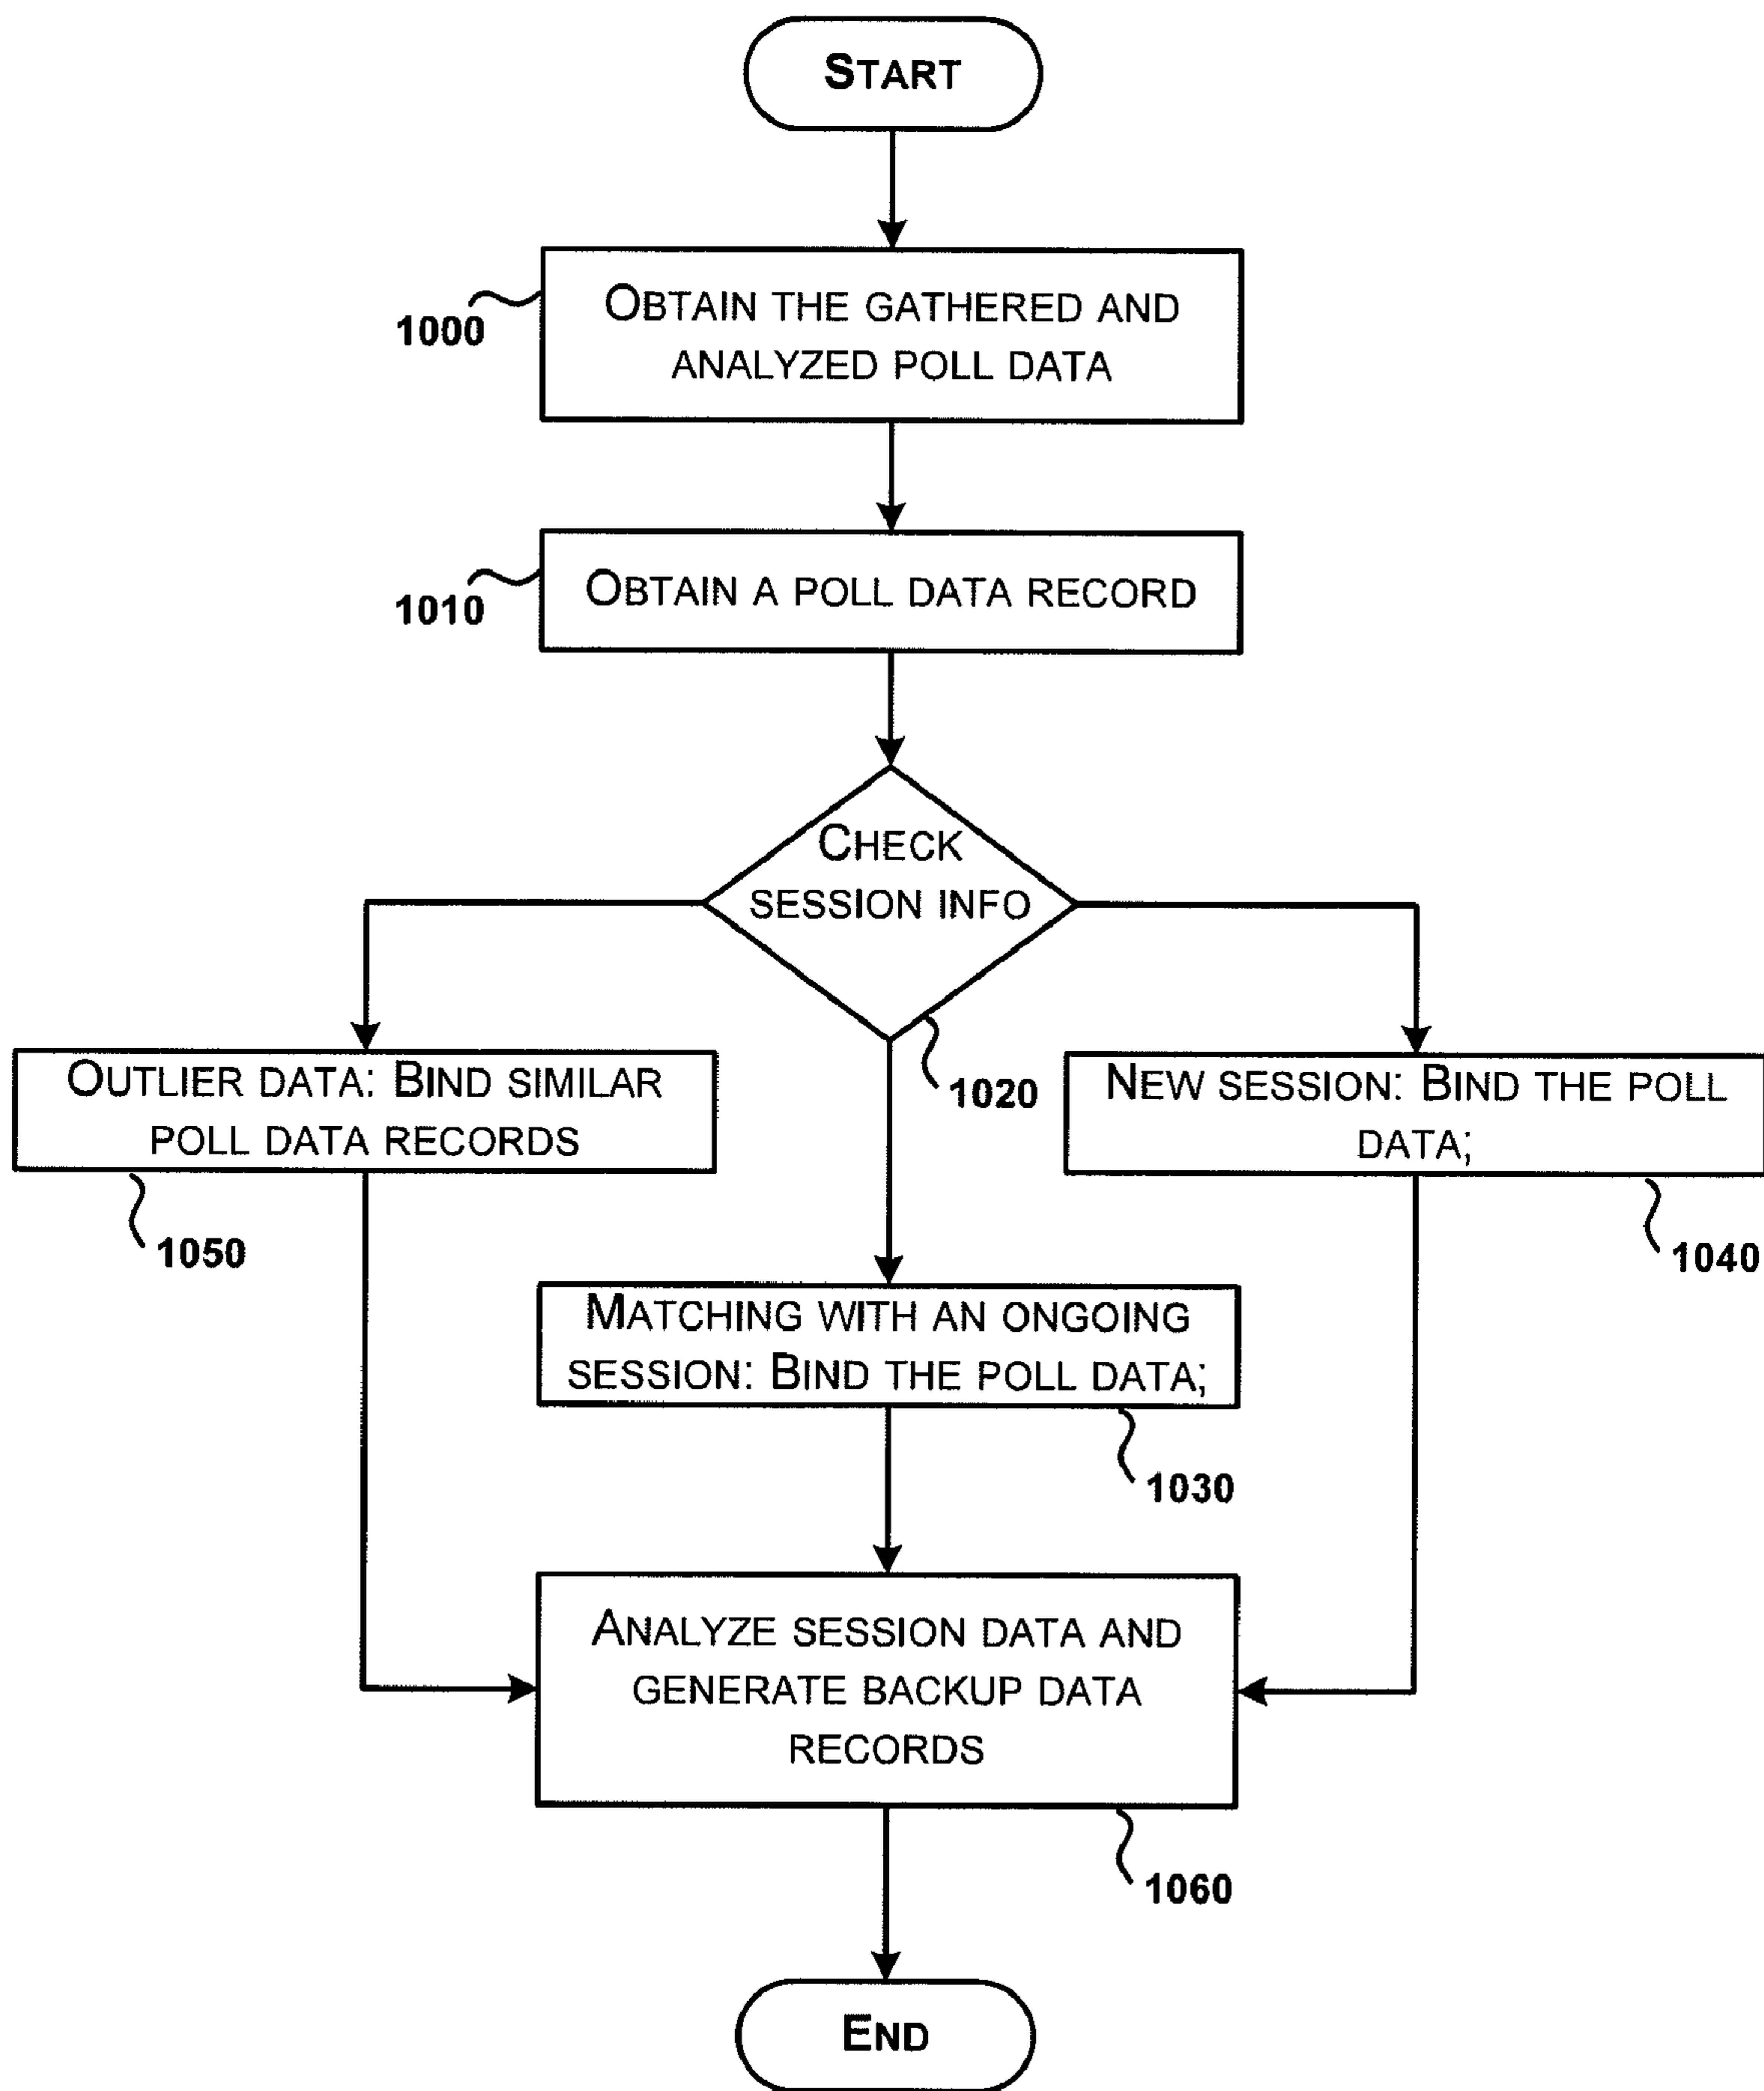 START
OBTAIN THE GATHERED AND
ANALYZED POLL DATA
1000
OBTAIN A POLL DATA RECORD
1010
CHECK
SESSION INFO
1020
OUTLIER DATA: BIND SIMILAR
POLL DATA RECORDS
1050
NEW SESSION: BIND THE POLL
DATA;
1040
MATCHING WITH AN ONGOING
SESSION: BIND THE POLL DATA;
1030
ANALYZE SESSION DATA AND
GENERATE BACKUP DATA
RECORDS
1060
END